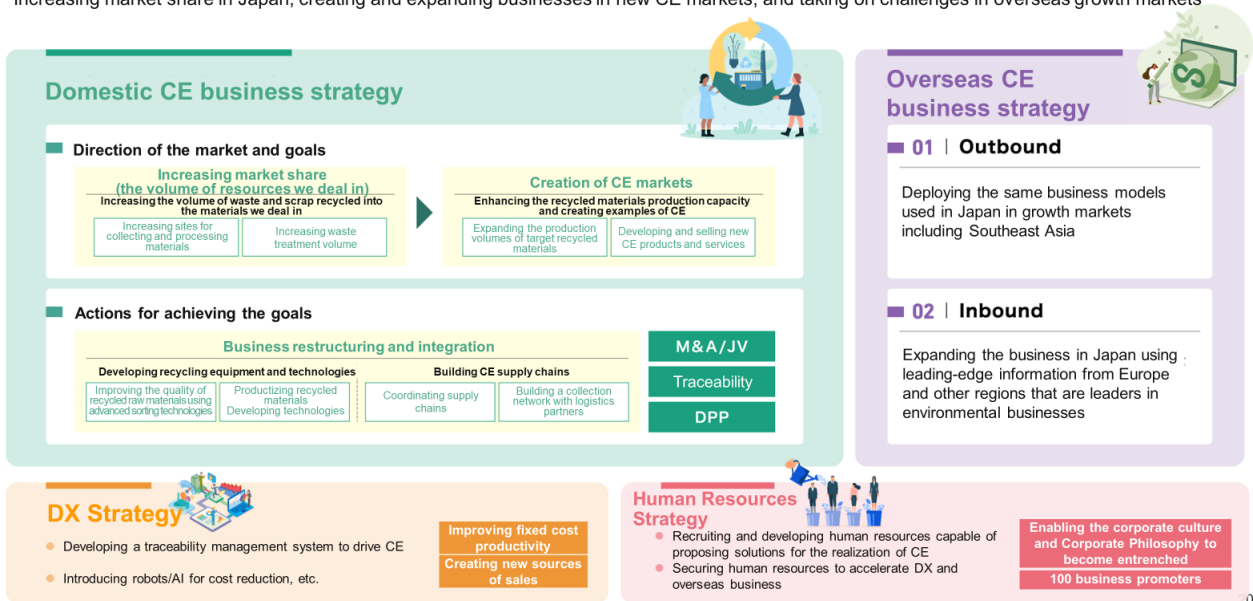 Increasing market share in Japan, creating and expanding businesses in new CE markets, and taking on challenges in overseas growth markets
Domestic CE business strategy
Direction of the market and goals
Increasing market share
(the volume of resources we deal in)
Increasing the volume of waste and scrap recycled into
the materials we deal in
Increasing sites for
collecting and processing
materials
Increasing waste
treatment volume
Creation of CE markets
Enhancing the recycled materials production capacity
and creating examples of CE
Expanding the production
volumes of target recycled
materials
Developing and selling new
CE products and services
Actions for achieving the goals
Business restructuring and integration
Developing recycling equipment and technologies
Improving the quality of
recycled raw materials using
advanced sorting technologies
Productizing recycled
materials
Developing technologies
Building CE supply chains
Coordinating supply
chains
Building a collection
network with logistics
partners
M&A/JV
Traceability
DPP
Overseas CE
business strategy
01 | Outbound
Deploying the same business models
used in Japan in growth markets
including Southeast Asia
02 | Inbound
Expanding the business in Japan using
leading-edge information from Europe
and other regions that are leaders in
environmental businesses
DX Strategy
Developing a traceability management system to drive CE
Introducing robots/AI for cost reduction, etc.
Improving fixed cost
productivity
Creating new sources
of sales
Human Resources
Strategy
Recruiting and developing human resources capable of
proposing solutions for the realization of CE
Securing human resources to accelerate DX and
overseas business
Enabling the corporate culture
and Corporate Philosophy to
become entrenched
100 business promoters